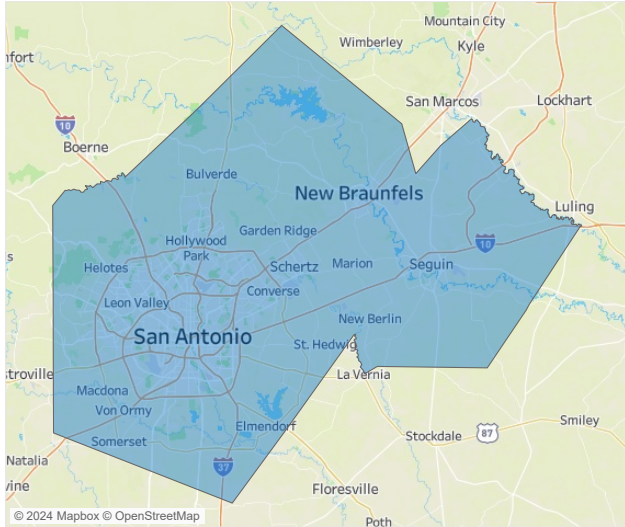 Mountain City
Wimberley
Kyle
nfort
San Marcos
Lockhart
10
Boerne
Bulverde
New Braunfels
Luling
Garden Ridge
Hollywood
Park
10
Helotes
Schertz
Marion
Seguin
Converse
Leon Valley
New Berlin
San Antonio
St. Hedwig
stroville
La Vernia
Macdona
Von Ormy
Smiley
Elmendorf
87
Stockdale
Somerset
Natalia
37
vine
Floresville
© 2024 Mapbox © OpenStreetMap
Poth